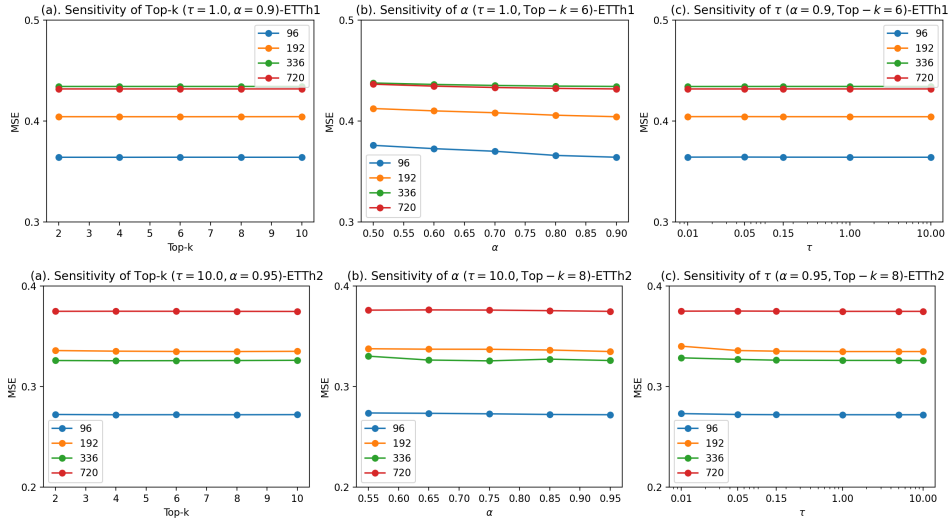 (a). Sensitivity of Top-k (τ = 1.0, α = 0.9)-ETTh1
0.5
0.4
0.3
MSE
96
192
336
720
2 3 4 5 6 7 8 9 10
Top-k
(b). Sensitivity of α (τ = 1.0, Top − k = 6)-ETTh1
0.5
0.4
0.3
MSE
96
192
336
720
0.50 0.55 0.60 0.65 0.70 0.75 0.80 0.85 0.90
α
(c). Sensitivity of τ (α = 0.9, Top − k = 6)-ETTh1
0.5
0.4
0.3
MSE
96
192
336
720
0.01 0.05 0.15 1.00 10.00
τ
(a). Sensitivity of Top-k (τ = 10.0, α = 0.95)-ETTh2
0.4
0.3
0.2
MSE
96
192
336
720
2 3 4 5 6 7 8 9 10
Top-k
(b). Sensitivity of α (τ = 10.0, Top − k = 8)-ETTh2
0.4
0.3
0.2
MSE
96
192
336
720
0.55 0.60 0.65 0.70 0.75 0.80 0.85 0.90 0.95
α
(c). Sensitivity of τ (α = 0.95, Top − k = 8)-ETTh2
0.4
0.3
0.2
MSE
96
192
336
720
0.01 0.05 0.15 1.00 10.00
τ